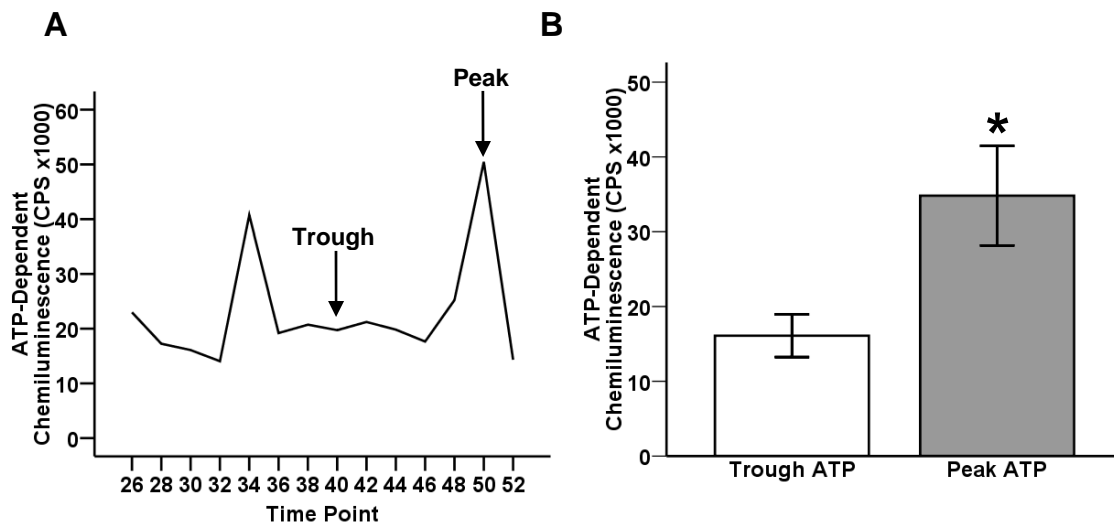 A
ATP-Dependent
Chemiluminescence (CPS x1000)
60
50
40
30
20
10
0
Peak
Trough
26 28 30 32 34 36 38 40 42 44 46 48 50 52
Time Point
B
ATP-Dependent
Chemiluminescence (CPS x1000)
50
40
30
20
10
0
*
Trough ATP
Peak ATP